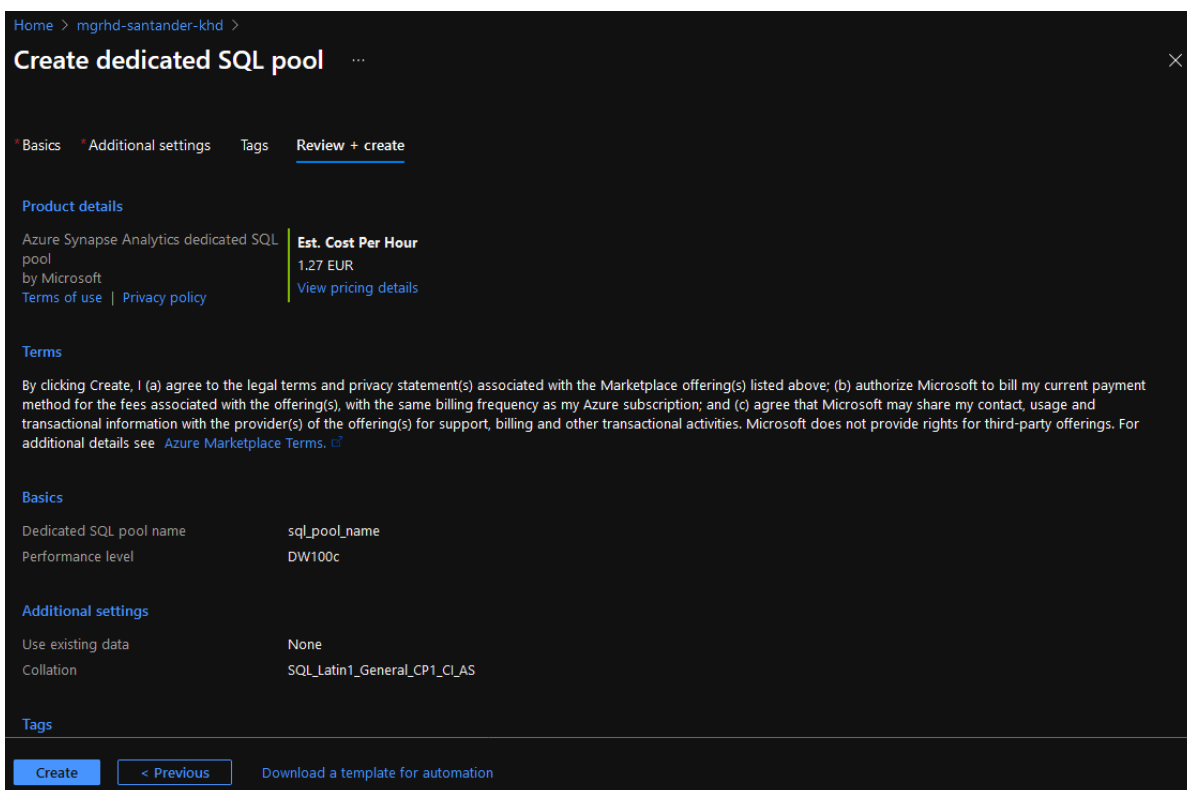 Home > mgrhd-santander-khd >
Create dedicated SQL pool ...
*Basics *Additional settings Tags Review + create
Product details
Azure Synapse Analytics dedicated SQL pool
by Microsoft
Terms of use | Privacy policy
Est. Cost Per Hour
1.27 EUR
View pricing details
Terms
By clicking Create, I (a) agree to the legal terms and privacy statement(s) associated with the Marketplace offering(s) listed above; (b) authorize Microsoft to bill my current payment
method for the fees associated with the offering(s), with the same billing frequency as my Azure subscription; and (c) agree that Microsoft may share my contact, usage and
transactional information with the provider(s) of the offering(s) for support, billing and other transactional activities. Microsoft does not provide rights for third-party offerings. For
additional details see Azure Marketplace Terms.
Basics
Dedicated SQL pool name sql_pool_name
Performance level DW100c
Additional settings
Use existing data None
Collation SQL_Latin1_General_CP1_CI_AS
Tags
Create < Previous Download a template for automation